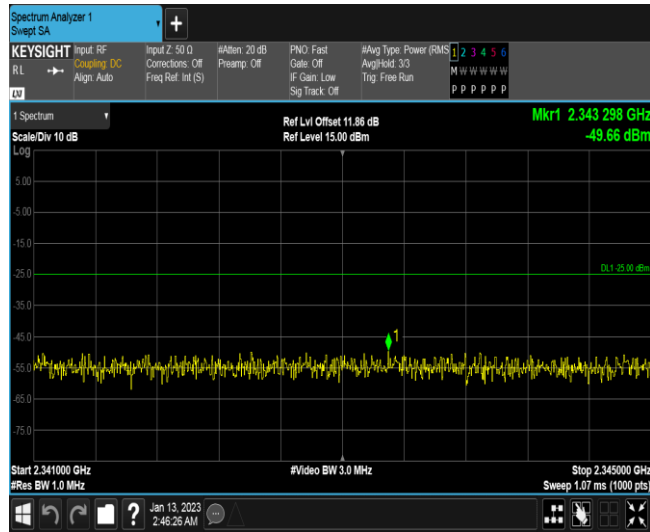 Spectrum Analyzer 1
Swept SA
KEYSIGHT
RL
LXI
Input: RF
Coupling: DC
Align: Auto
Input Z: 50 Ω
Corrections: Off
Freq Ref: Int (S)
#Atten: 20 dB
Preamp: Off
PNO: Fast
Gate: Off
IF Gain: Low
Sig Track: Off
#Avg Type: Power (RMS
Avg|Hold: 3/3
Trig: Free Run
1 2 3 4 5 6
M W W W W W
P P P P P P
1 Spectrum
Scale/Div 10 dB
Ref Lvl Offset 11.86 dB
Ref Level 15.00 dBm
Mkr1 2.343 298 GHz
-49.66 dBm
Log
5.00
-5.00
-15.0
-25.0
-35.0
-45.0
-55.0
-65.0
-75.0
DL1 -25.00 dBm
1
Start 2.341000 GHz
#Res BW 1.0 MHz
#Video BW 3.0 MHz
Stop 2.345000 GHz
Sweep 1.07 ms (1000 pts)
Jan 13, 2023
2:46:26 AM